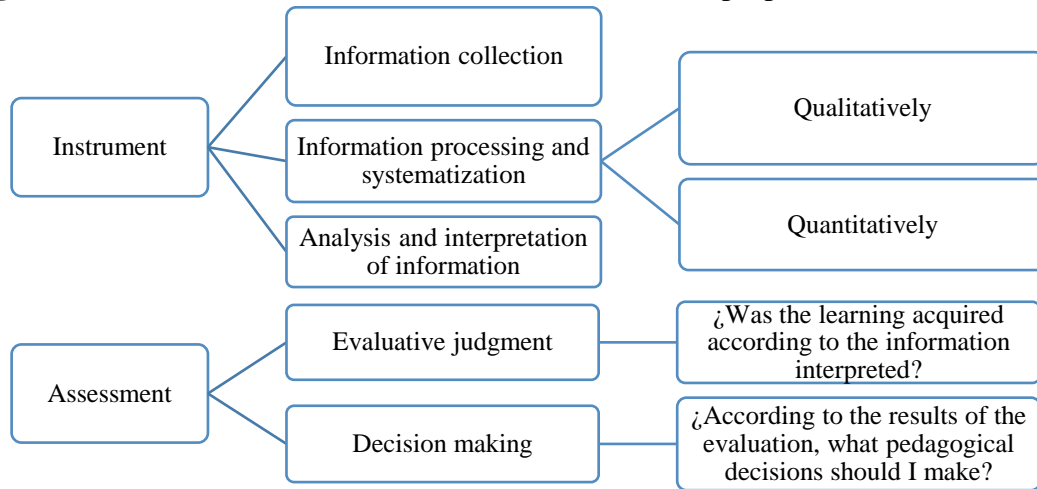 Instrument
Information collection
Information processing and
systematization
Qualitatively
Quantitatively
Analysis and interpretation
of information
Assessment
Evaluative judgment
¿Was the learning acquired
according to the information
interpreted?
Decision making
¿According to the results of the
evaluation, what pedagogical
decisions should I make?